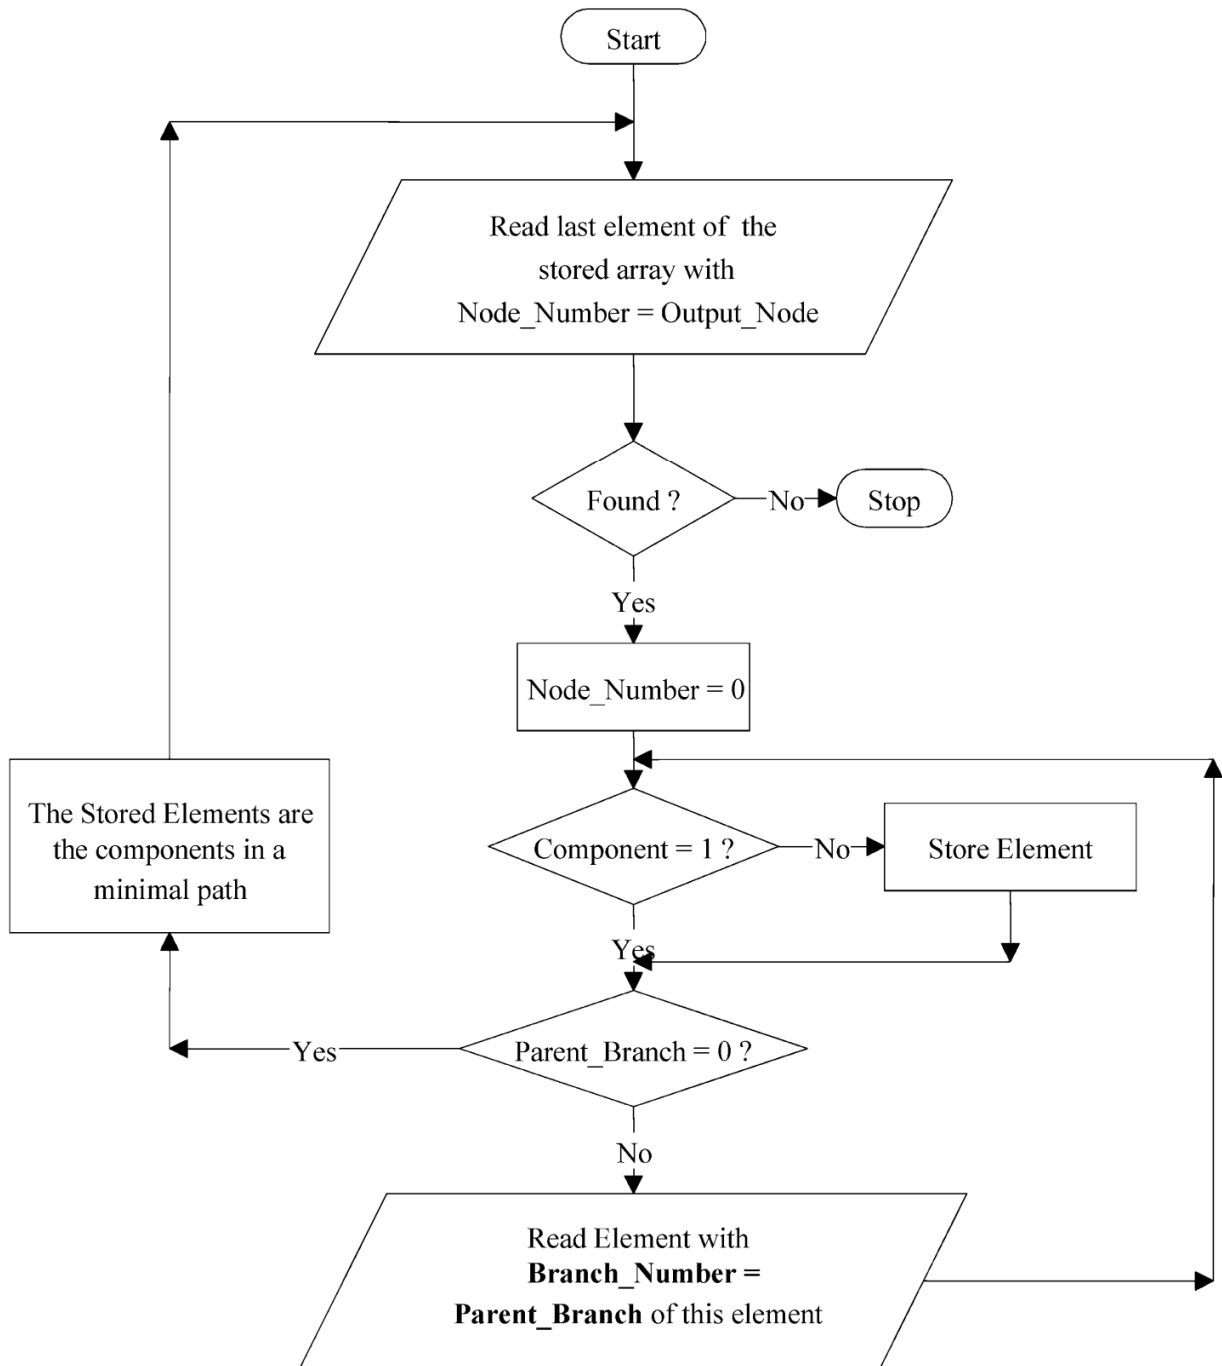 Start
Read last element of the
stored array with
Node_Number = Output_Node
Found ?
No
Stop
Yes
Node_Number = 0
The Stored Elements are
the components in a
minimal path
Component = 1 ?
No
Store Element
Yes
Parent_Branch = 0 ?
Yes
No
Read Element with
Branch_Number =
Parent_Branch of this element